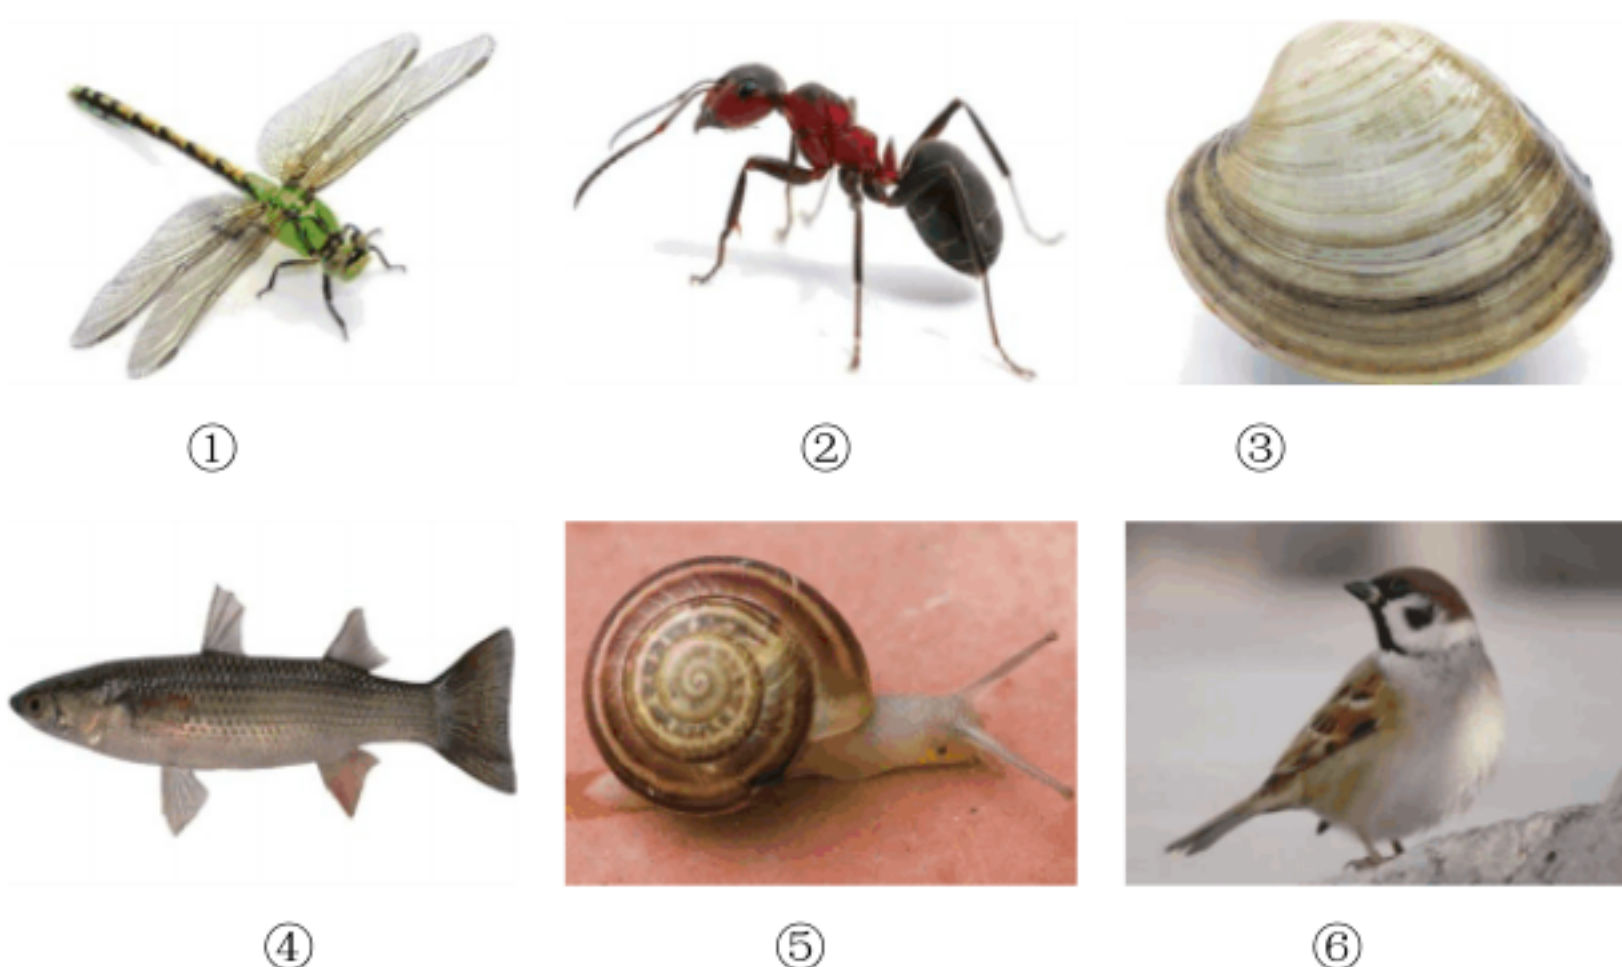 ① ② ③
④ ⑤ ⑥